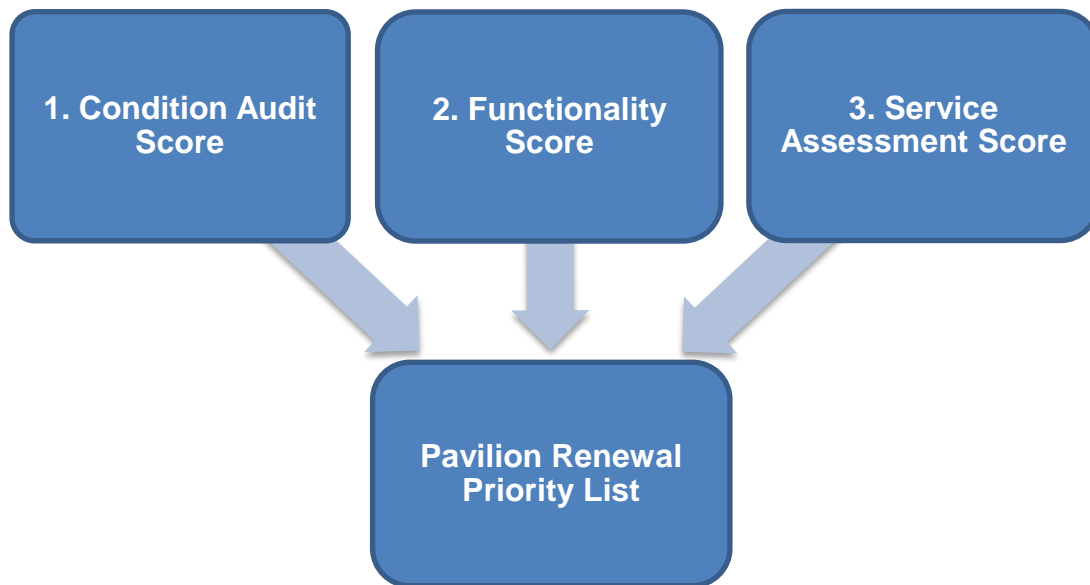 1. Condition Audit
Score
2. Functionality
Score
3. Service
Assessment Score
Pavilion Renewal
Priority List